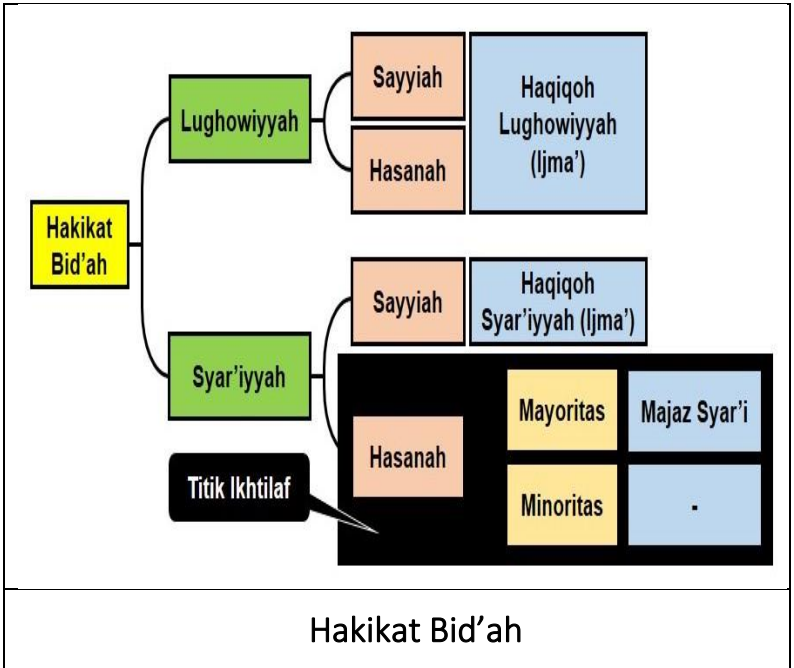 Hakikat
Bid'ah
Lughowiyyah
Sayyiah
Hasanah
Haqiqoh
Lughowiyyah
(Ijma')
Syar'iyyah
Sayyiah
Haqiqoh
Syar'iyyah (Ijma')
Hasanah
Mayoritas
Majaz Syar'i
Minoritas
-
Titik Ikhtilaf
Hakikat Bid'ah